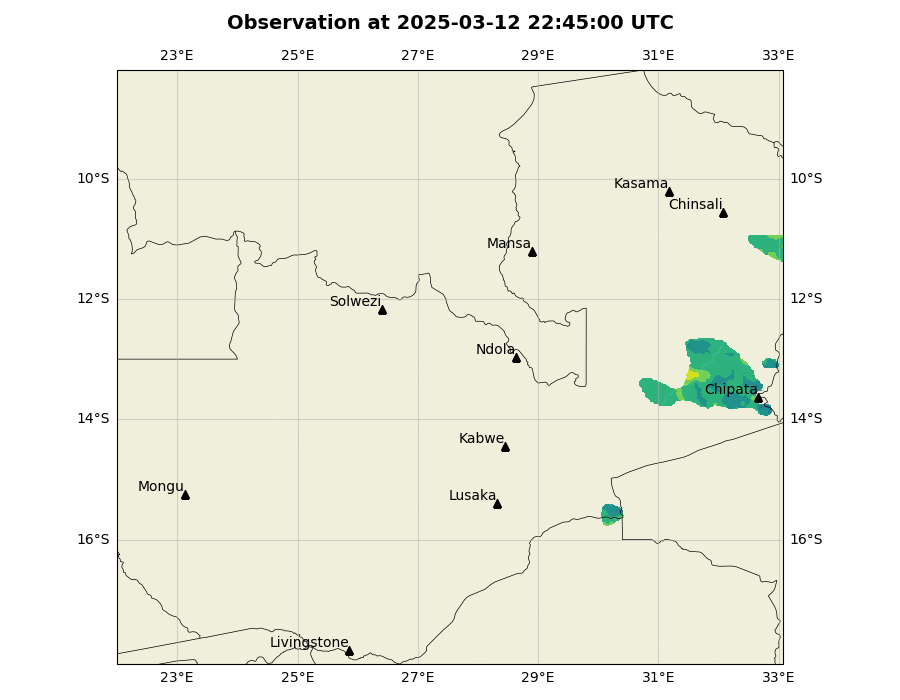 Observation at 2025-03-12 22:45:00 UTC
23°E 25°E 27°E 29°E 31°E 33°E
10°S 10°S
Kasama
Chinsali
Mansa
12°S 12°S
Solwezi
Ndola
Chipata
14°S 14°S
Kabwe
Mongu
Lusaka
16°S 16°S
Livingstone
23°E 25°E 27°E 29°E 31°E 33°E